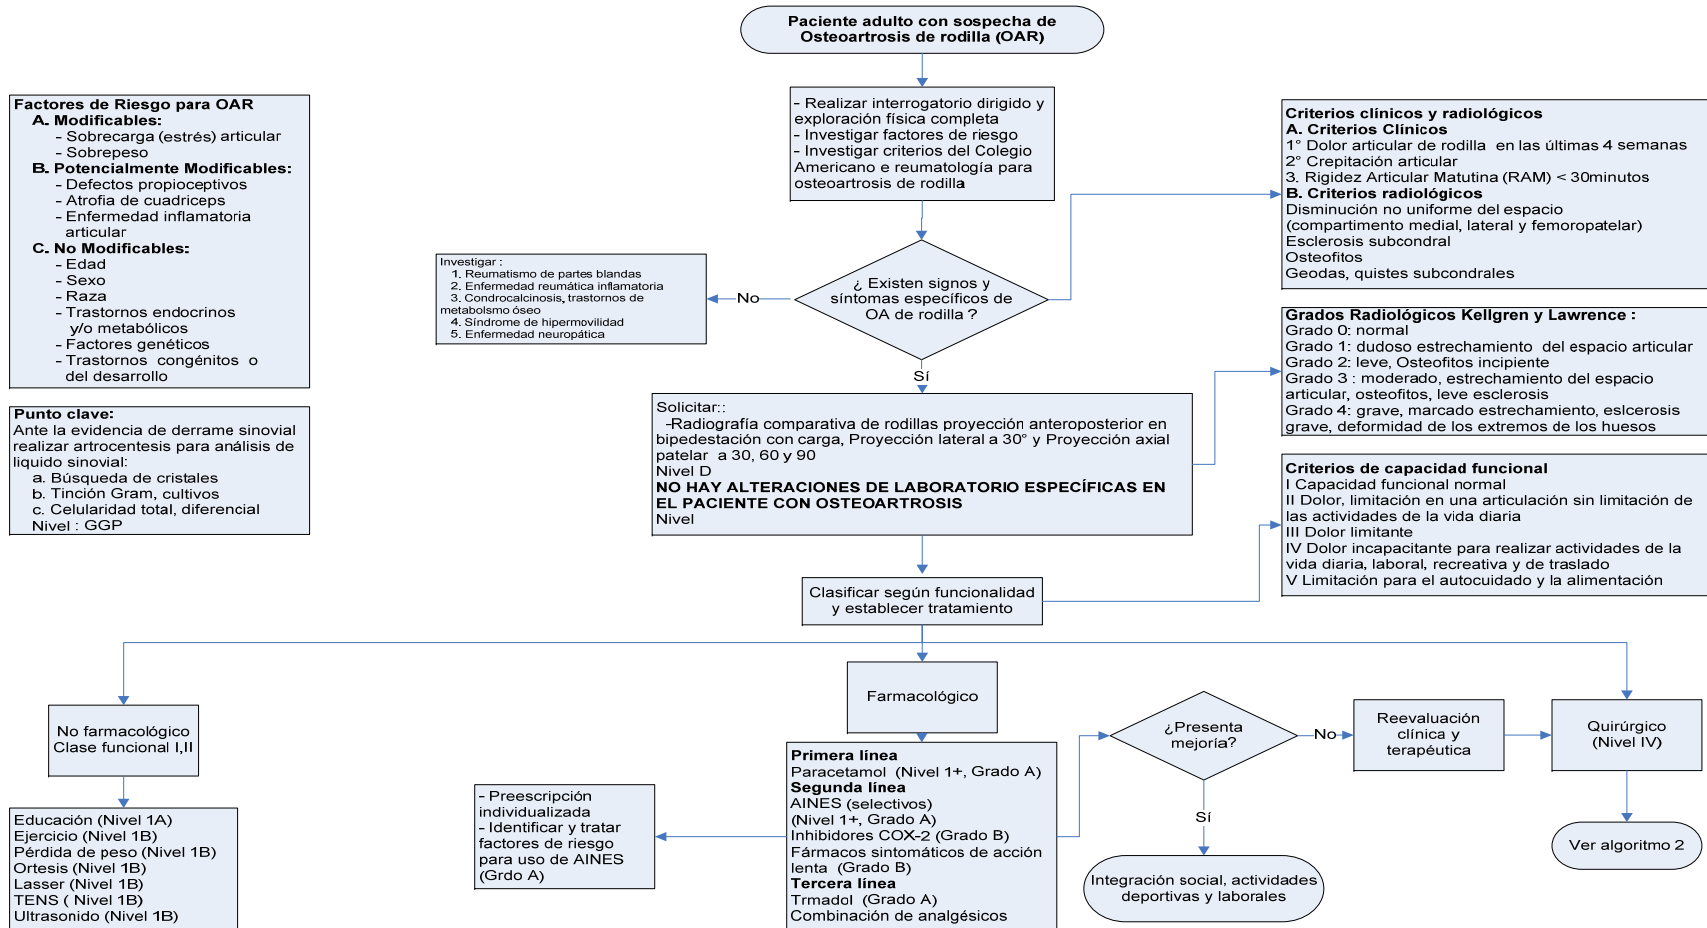 Paciente adulto con sospecha de
Osteoartrosis de rodilla (OAR)
Factores de Riesgo para OAR
A. Modificables:
- Sobrecarga (estrés) articular
- Sobrepeso
B. Potencialmente Modificables:
- Defectos propioceptivos
- Atrofia de cuadriceps
- Enfermedad inflamatoria
articular
C. No Modificables:
- Edad
- Sexo
- Raza
- Trastornos endocrinos
y/o metabólicos
- Factores genéticos
- Trastornos congénitos o
del desarrollo
- Realizar interrogatorio dirigido y
exploración física completa
- Investigar factores de riesgo
- Investigar criterios del Colegio
Americano e reumatología para
osteoartrosis de rodilla
Criterios clínicos y radiológicos
A. Criterios Clínicos
1° Dolor articular de rodilla en las últimas 4 semanas
2° Crepitación articular
3. Rigidez Articular Matutina (RAM) < 30minutos
B. Criterios radiológicos
Disminución no uniforme del espacio
(compartimento medial, lateral y femoropatelar)
Esclerosis subcondral
Osteofitos
Geodas, quistes subcondrales
¿ Existen signos y
síntomas específicos de
OA de rodilla ?
No
Investigar :
1. Reumatismo de partes blandas
2. Enfermedad reumática inflamatoria
3. Condrocalcinosis, trastornos de
metabolsmo óseo
4. Síndrome de hipermovilidad
5. Enfermedad neuropática
Sí
Grados Radiológicos Kellgren y Lawrence :
Grado 0: normal
Grado 1: dudoso estrechamiento del espacio articular
Grado 2: leve, Osteofitos incipiente
Grado 3 : moderado, estrechamiento del espacio
articular, osteofitos, leve esclerosis
Grado 4: grave, marcado estrechamiento, eslcerosis
grave, deformidad de los extremos de los huesos
Punto clave:
Ante la evidencia de derrame sinovial
realizar artrocentesis para análisis de
liquido sinovial:
a. Búsqueda de cristales
b. Tinción Gram, cultivos
c. Celularidad total, diferencial
Nivel : GGP
Solicitar::
-Radiografía comparativa de rodillas proyección anteroposterior en
bipedestación con carga, Proyección lateral a 30° y Proyección axial
patelar a 30, 60 y 90
Nivel D
NO HAY ALTERACIONES DE LABORATORIO ESPECÍFICAS EN
EL PACIENTE CON OSTEOARTROSIS
Nivel
Criterios de capacidad funcional
I Capacidad funcional normal
II Dolor, limitación en una articulación sin limitación de
las actividades de la vida diaria
III Dolor limitante
IV Dolor incapacitante para realizar actividades de la
vida diaria, laboral, recreativa y de traslado
V Limitación para el autocuidado y la alimentación
Clasificar según funcionalidad
y establecer tratamiento
No farmacológico
Clase funcional I,II
Educación (Nivel 1A)
Ejercicio (Nivel 1B)
Pérdida de peso (Nivel 1B)
Ortesis (Nivel 1B)
Lasser (Nivel 1B)
TENS ( Nivel 1B)
Ultrasonido (Nivel 1B)
Farmacológico
- Preescripción
individualizada
- Identificar y tratar
factores de riesgo
para uso de AINES
(Grdo A)
Primera línea
Paracetamol (Nivel 1+, Grado A)
Segunda línea
AINES (selectivos)
(Nivel 1+, Grado A)
Inhibidores COX-2 (Grado B)
Fármacos sintomáticos de acción
lenta (Grado B)
Tercera línea
Trmadol (Grado A)
Combinación de analgésicos
¿Presenta
mejoría?
No
Sí
Integración social, actividades
deportivas y laborales
Reevaluación
clínica y
terapéutica
Quirúrgico
(Nivel IV)
Ver algoritmo 2